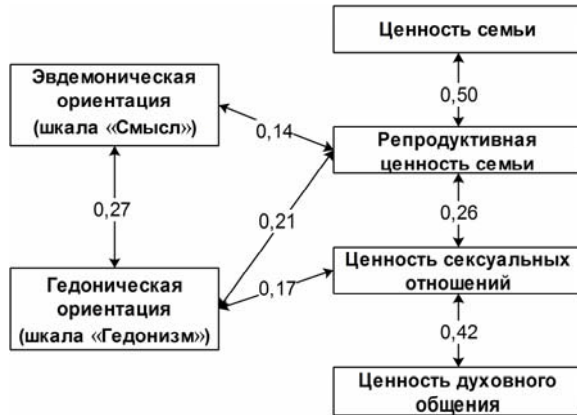 Ценность семьи
0,50
Эвдемоническая
ориентация
(шкала «Смысл»)
0,14
Репродуктивная
ценность семьи
0,27
0,21
0,26
Гедоническая
ориентация
(шкала «Гедонизм»)
0,17
Ценность сексуальных
отношений
0,42
Ценность духовного
общения